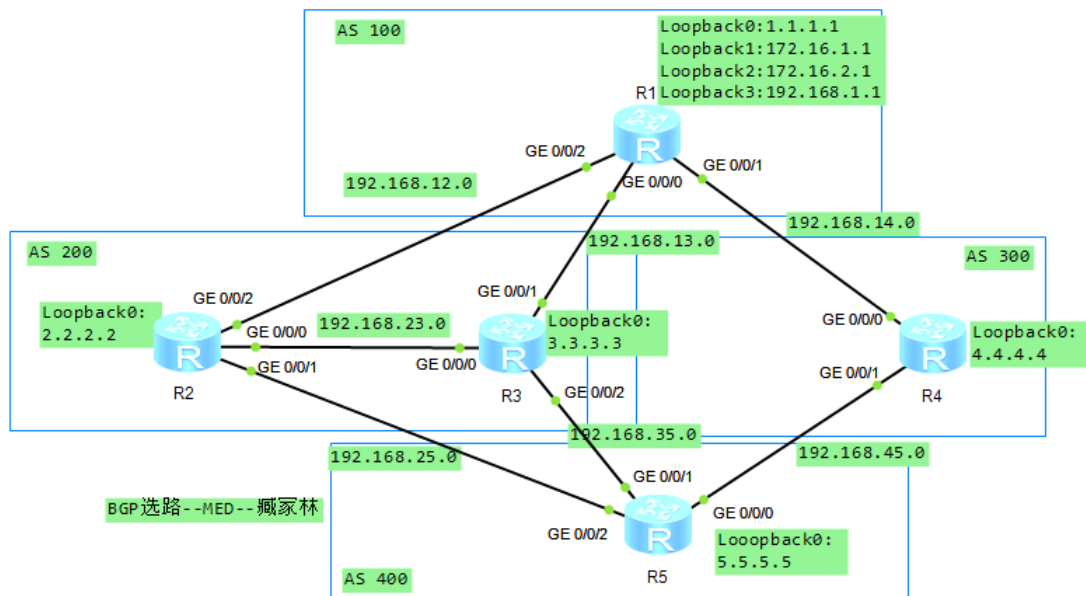 AS 100
Loopback0:1.1.1.1
Loopback1:172.16.1.1
Loopback2:172.16.2.1
Loopback3:192.168.1.1
R1
R
GE 0/0/2
GE 0/0/0
GE 0/0/1
192.168.12.0
192.168.14.0
192.168.13.0
AS 200
AS 300
GE 0/0/2
Loopback0:
2.2.2.2
GE 0/0/0
192.168.23.0
GE 0/0/1
Loopback0:
3.3.3.3
GE 0/0/0
Loopback0:
4.4.4.4
R
R
R
GE 0/0/1
GE 0/0/0
GE 0/0/1
R2
R3
GE 0/0/2
R4
192.168.35.0
192.168.25.0
192.168.45.0
GE 0/0/1
BGP选路--MED--臧冢林
GE 0/0/0
GE 0/0/2
R
Looopback0:
5.5.5.5
R5
AS 400